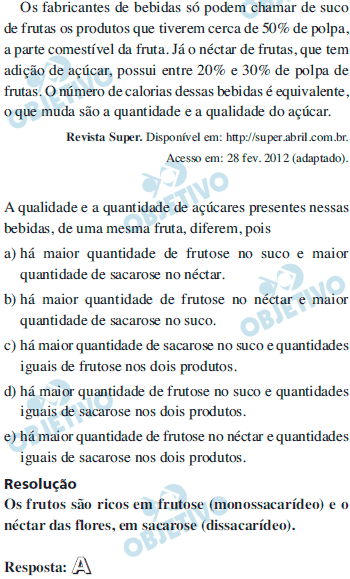 Os fabricantes de bebidas só podem chamar de suco
de frutas os produtos que tiverem cerca de 50% de polpa,
a parte comestível da fruta. Já o néctar de frutas, que tem
adição de açúcar, possui entre 20% e 30% de polpa de
frutas. O número de calorias dessas bebidas é equivalente,
o que muda são a quantidade e a qualidade do açúcar.
Revista Super. Disponível em: http://super.abril.com.br.
Acesso em: 28 fev. 2012 (adaptado).
A qualidade e a quantidade de açúcares presentes nessas
bebidas, de uma mesma fruta, diferem, pois
a) há maior quantidade de frutose no suco e maior
quantidade de sacarose no néctar.
b) há maior quantidade de frutose no néctar e maior
quantidade de sacarose no suco.
c) há maior quantidade de sacarose no suco e quantidades
iguais de frutose nos dois produtos.
d) há maior quantidade de frutose no suco e quantidades
iguais de sacarose nos dois produtos.
e) há maior quantidade de frutose no néctar e quantidades
iguais de sacarose nos dois produtos.
Resolução
Os frutos são ricos em frutose (monossacarídeo) e o
néctar das flores, em sacarose (dissacarídeo).
Resposta: A
OBJETIVO
OBJETIVO
OBJETIVO
OBJETIVO
OBJETIVO
OBJETIVO